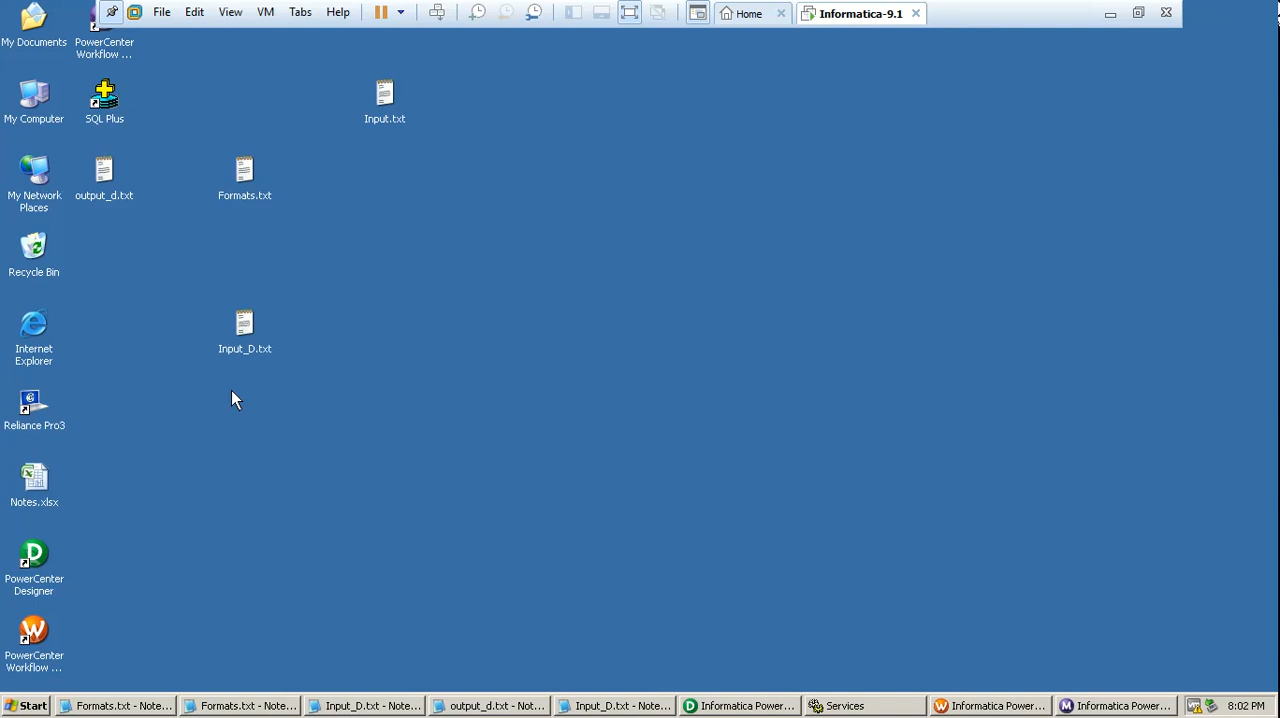 File Edit View VM Tabs Help Home Informatica-9.1
My Documents
PowerCenter
Workflow ...
My Computer
SQL Plus
Input.txt
My Network
Places
output_d.txt
Formats.txt
Recycle Bin
Internet
Explorer
Input_D.txt
Reliance Pro3
Notes.xlsx
PowerCenter
Designer
PowerCenter
Workflow ...
Start Formats.txt - Note... Formats.txt - Note... Input_D.txt - Note... output_d.txt - Not... Input_D.txt - Note... Informatica Power... Services Informatica Power... Informatica Power... 8:02 PM